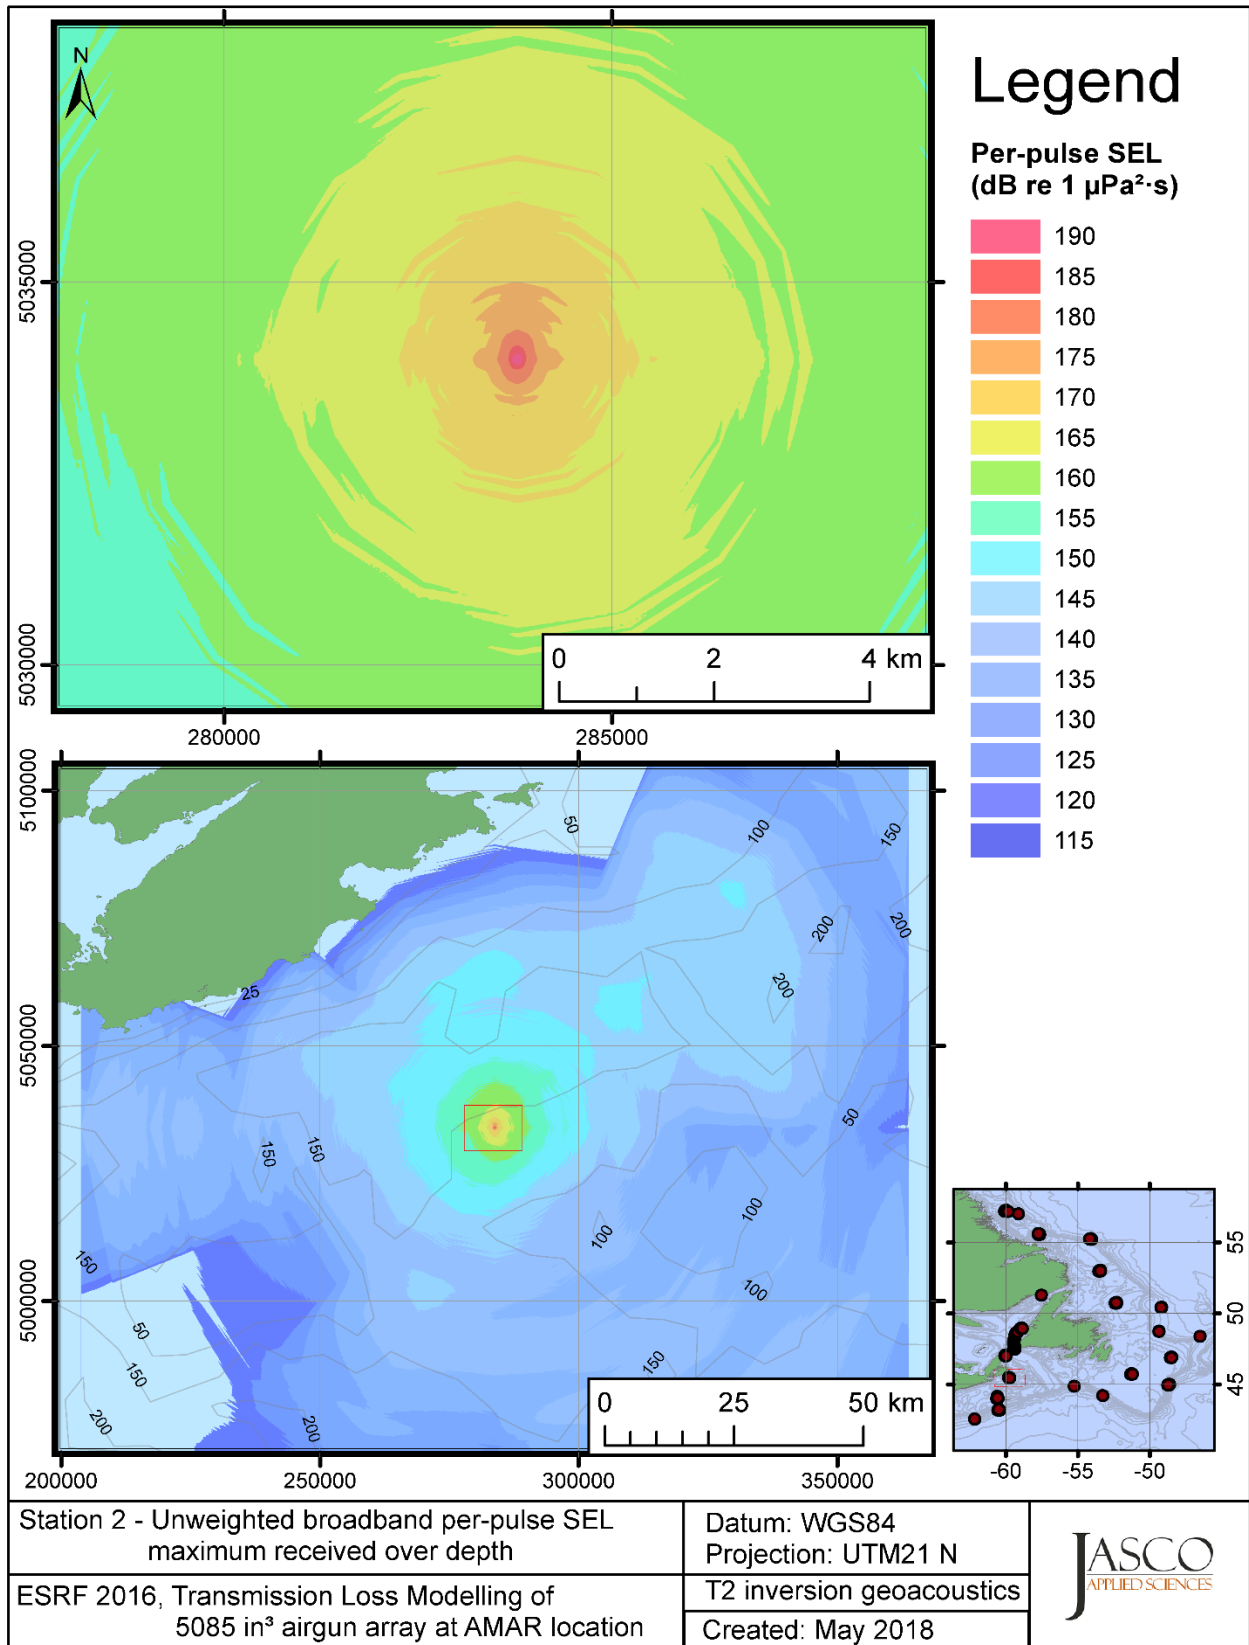 N
5035000
5030000
0 2 4 km
280000 285000
Legend
Per-pulse SEL
(dB re 1 µPa²·s)
190
185
180
175
170
165
160
155
150
145
140
135
130
125
120
115
5100000
5050000
5000000
50
100
150
200
200
200
25
50
150
150
100
100
100
150
150
50
150
200
200
0 25 50 km
200000 250000 300000 350000
55
50
45
-60 -55 -50
Station 2 - Unweighted broadband per-pulse SEL
maximum received over depth
ESRF 2016, Transmission Loss Modelling of
5085 in³ airgun array at AMAR location
Datum: WGS84
Projection: UTM21 N
T2 inversion geoacoustics
Created: May 2018
JASCO
APPLIED SCIENCES